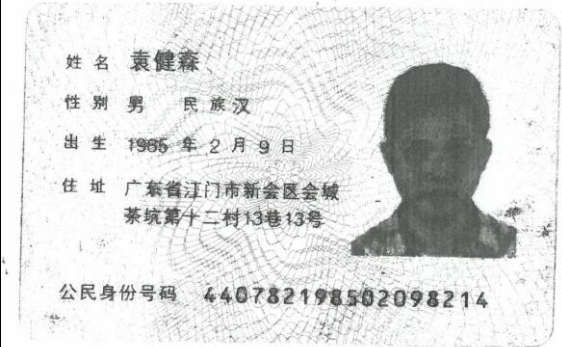 姓名 袁健森
性别 男 民族 汉
出生 1985 年 2 月 9 日
住址 广东省江门市新会区会城
茶坑第十二村13巷13号
公民身份号码 440782198502098214